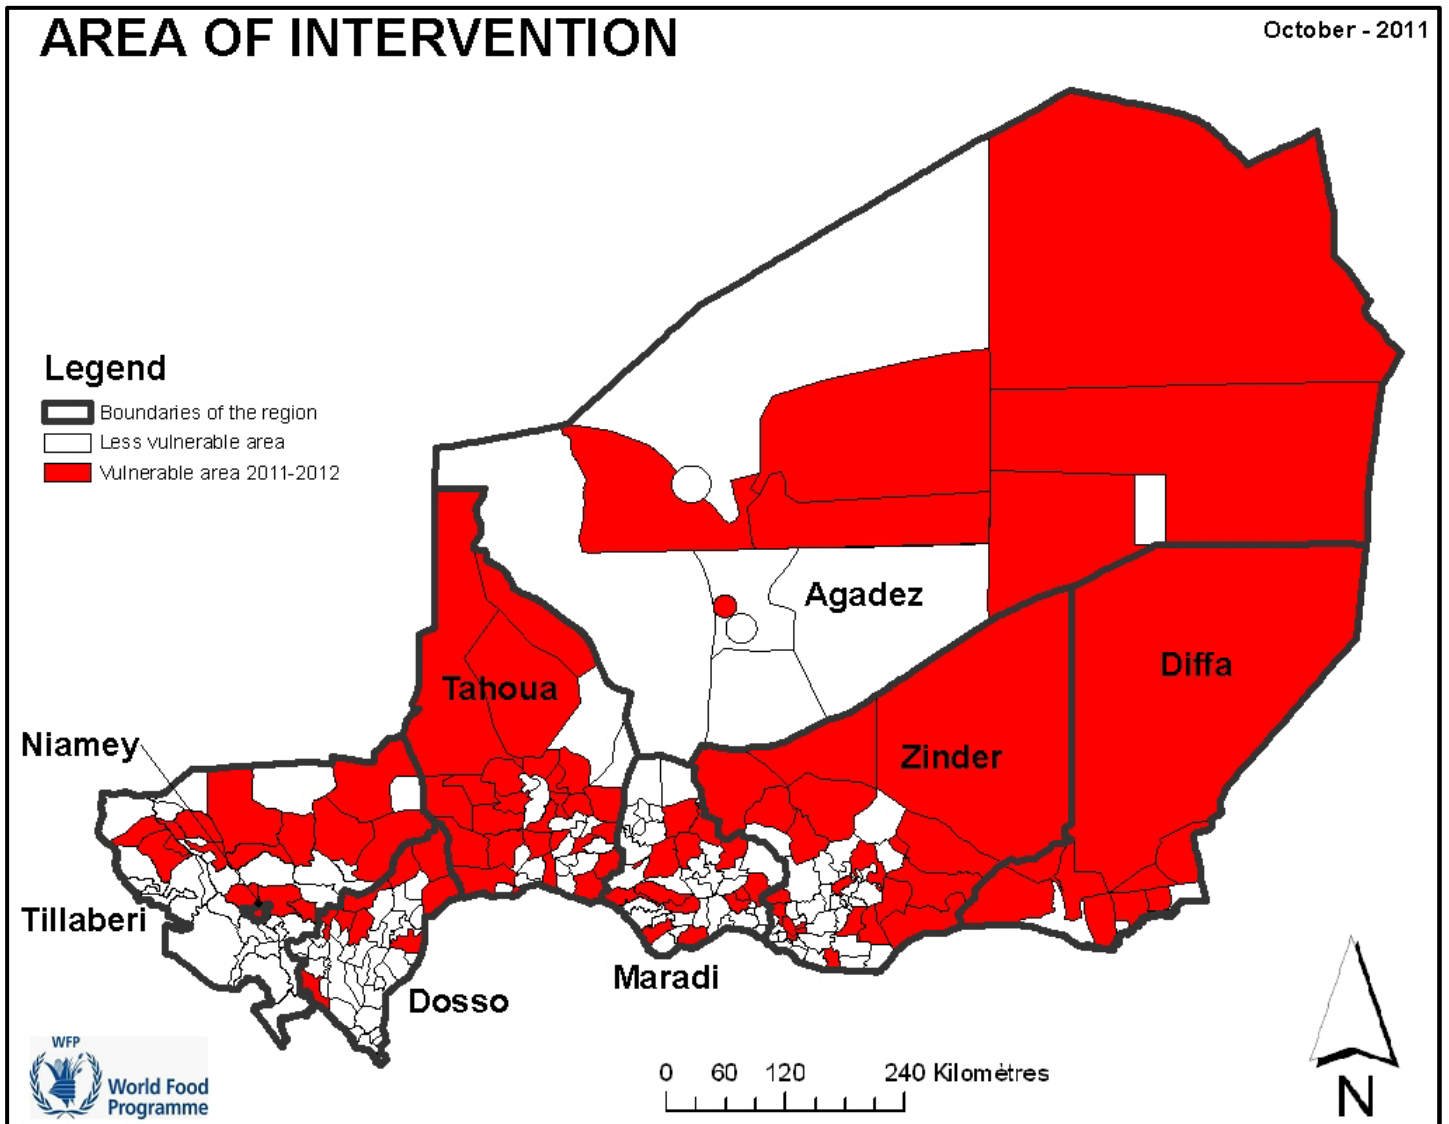 AREA OF INTERVENTION
October - 2011
Legend
Boundaries of the region
Less vulnerable area
Vulnerable area 2011-2012
Agadez
Diffa
Tahoua
Niamey
Zinder
Tillaberi
Maradi
Dosso
WFP
World Food
Programme
0 60 120 240 Kilomètres
N